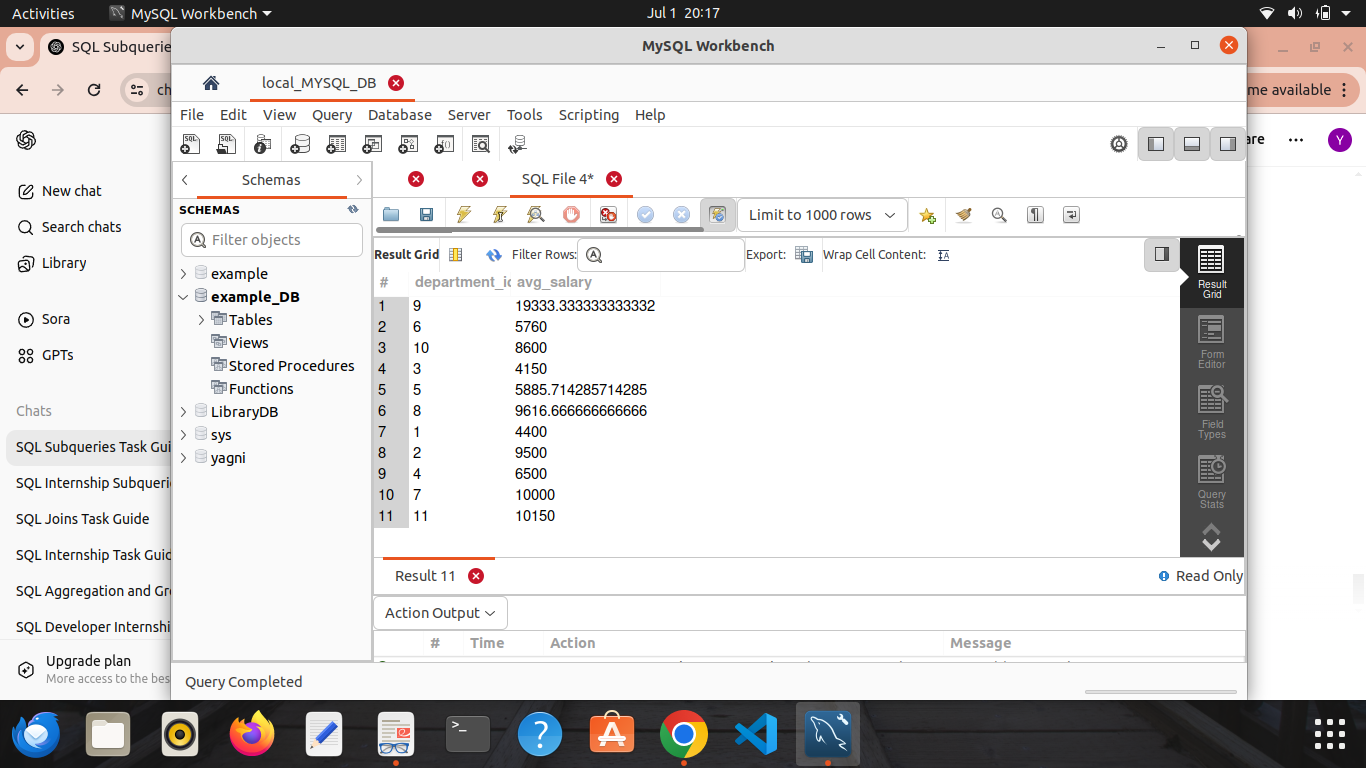 Activities MySQL Workbench Jul 1 20:17
SQL Subqueries
MySQL Workbench
local_MYSQL_DB
ch
me available
File Edit View Query Database Server Tools Scripting Help
are
Y
New chat
Search chats
Library
Sora
GPTs
Chats
SQL Subqueries Task Gui
SQL Internship Subqueri
SQL Joins Task Guide
SQL Internship Task Guid
SQL Aggregation and Gr
SQL Developer Internshi
Upgrade plan
More access to the bes
Schemas
SCHEMAS
Filter objects
example
example_DB
Tables
Views
Stored Procedures
Functions
LibraryDB
sys
yagni
SQL File 4*
Limit to 1000 rows
Result Grid Filter Rows: Export: Wrap Cell Content:
# department_id avg_salary
1 9 19333.333333333332
2 6 5760
3 10 8600
4 3 4150
5 5 5885.714285714285
6 8 9616.666666666666
7 1 4400
8 2 9500
9 4 6500
10 7 10000
11 11 10150
Result
Grid
Form
Editor
Field
Types
Query
Stats
Result 11 Read Only
Action Output
# Time Action Message
Query Completed